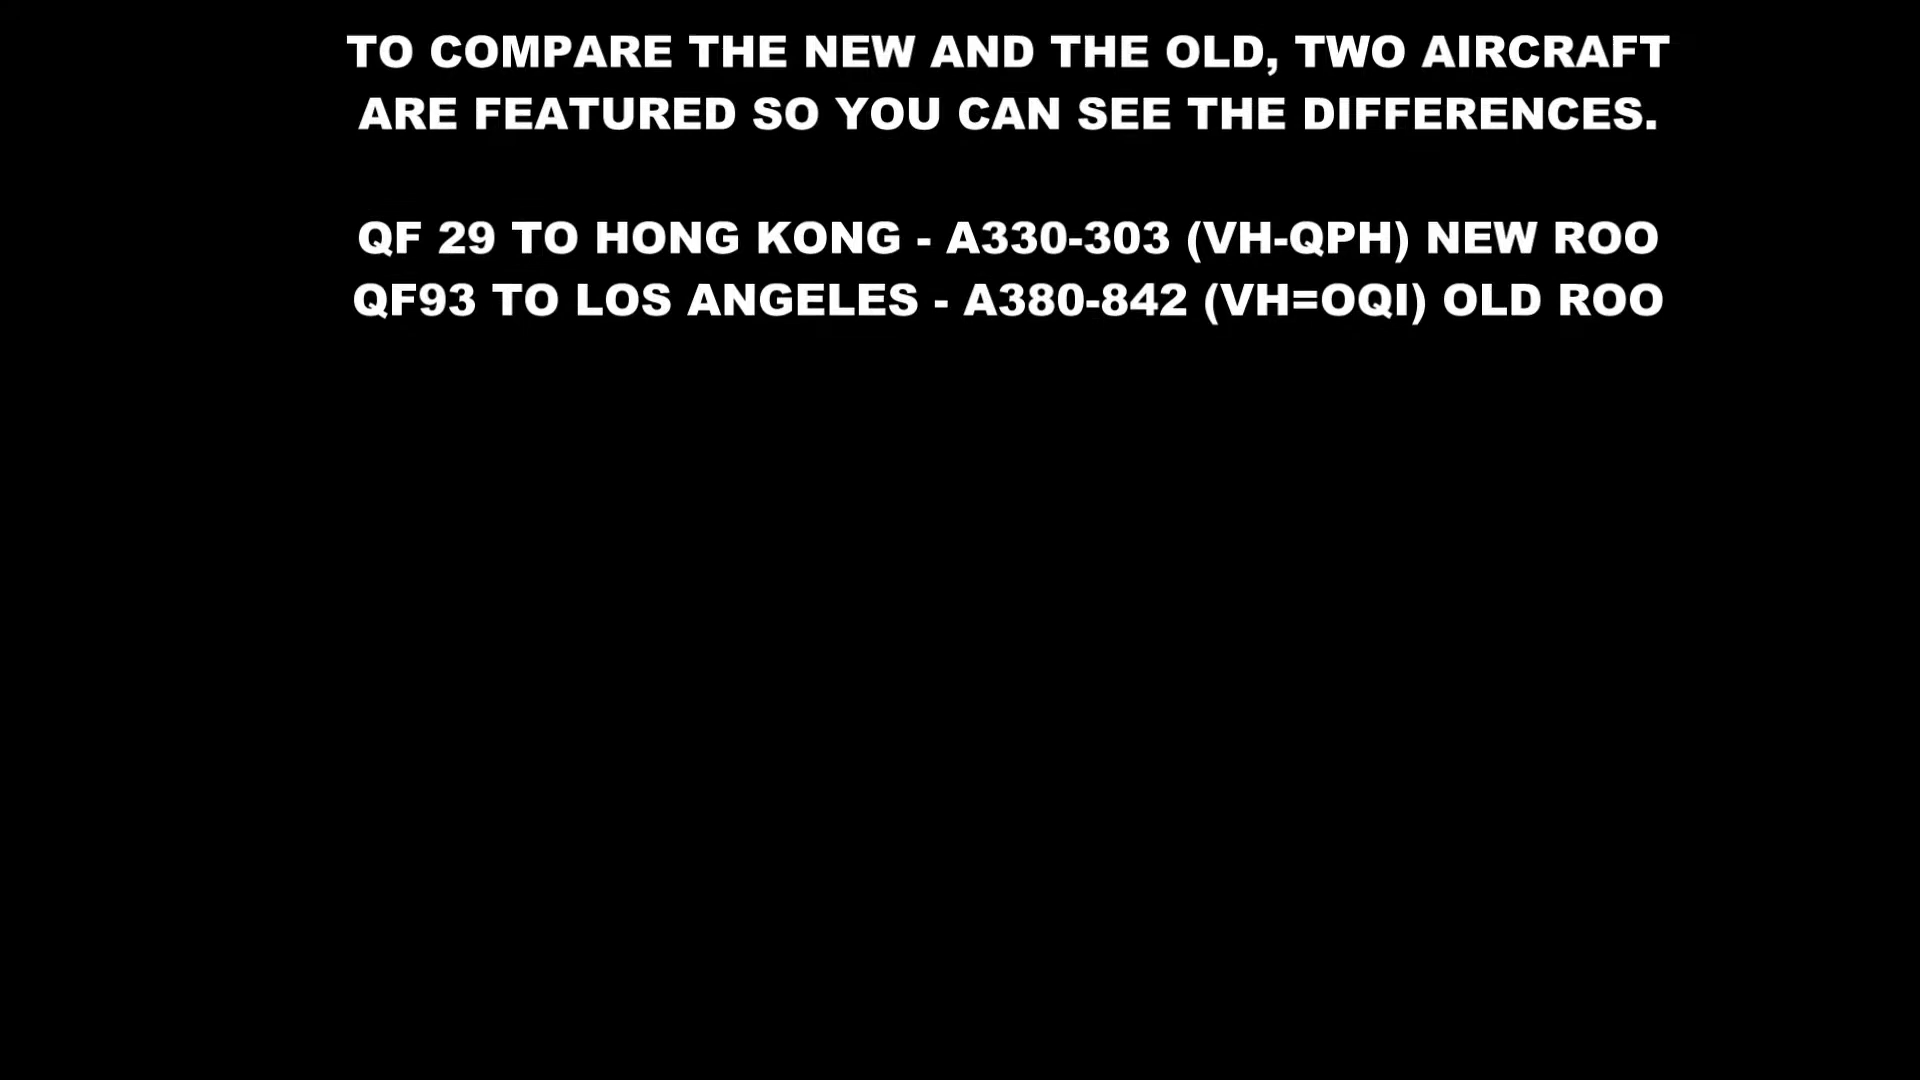 TO COMPARE THE NEW AND THE OLD, TWO AIRCRAFT
ARE FEATURED SO YOU CAN SEE THE DIFFERENCES.
QF 29 TO HONG KONG - A330-303 (VH-QPH) NEW ROO
QF93 TO LOS ANGELES - A380-842 (VH=OQI) OLD ROO